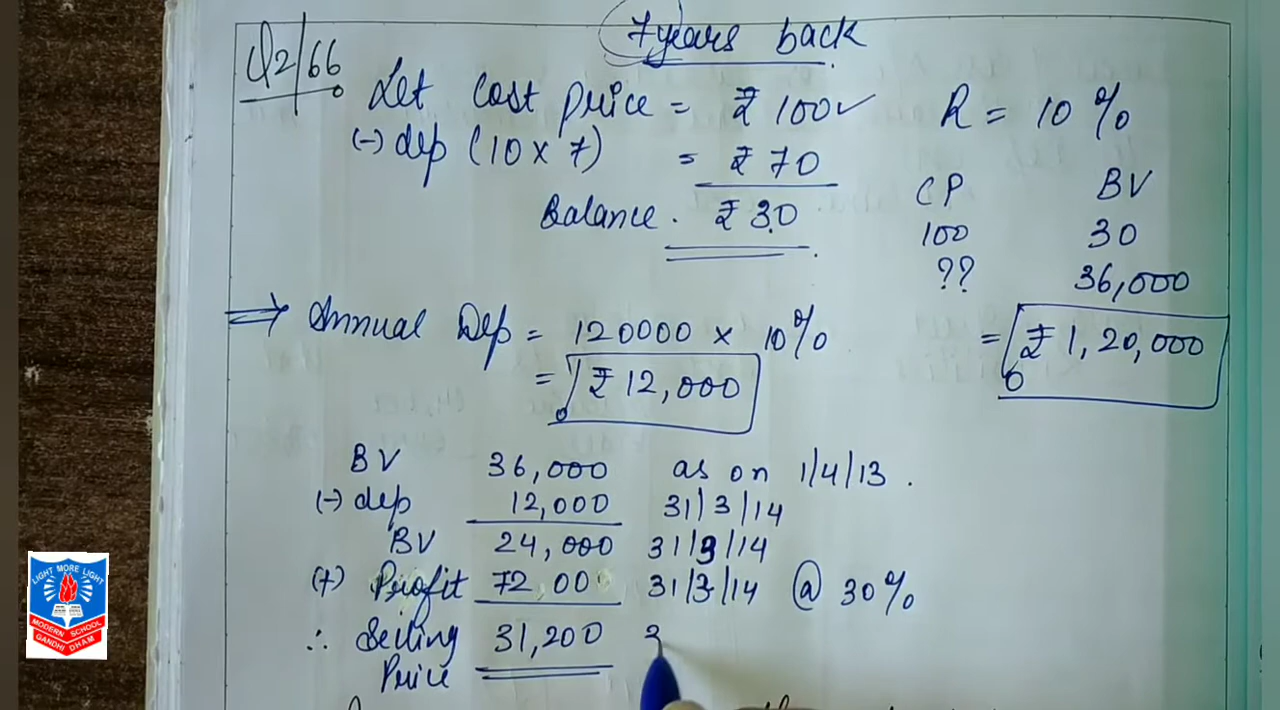 7 years back
Q2/66
Let Cost price = ₹ 100 R = 10%
(-) dep (10 x 7) = ₹ 70
Balance. ₹ 30
CP BV
100 30
?? 36,000
= ₹ 1,20,000
⇒ Annual Dep = 120000 x 10%
= ₹ 12,000
BV 36,000 as on 1/4/13.
(-) dep 12,000 31/3/14
BV 24,000 31/3/14
(+) Profit 72,00 31/3/14 @ 30%
∴ Selling 31,200 3
Price
LIGHT MORE LIGHT
MODERN SCHOOL
GANDHI DHAM